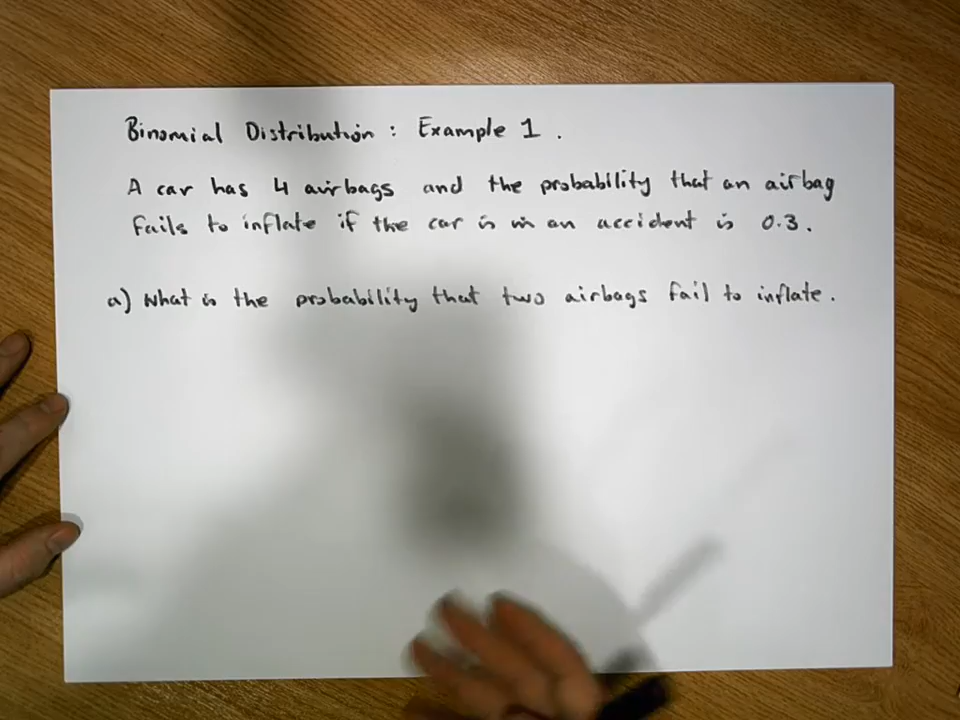 Binomial Distribution : Example 1 .
A car has 4 airbags and the probability that an airbag
fails to inflate if the car is in an accident is 0.3.
a) What is the probability that two airbags fail to inflate.